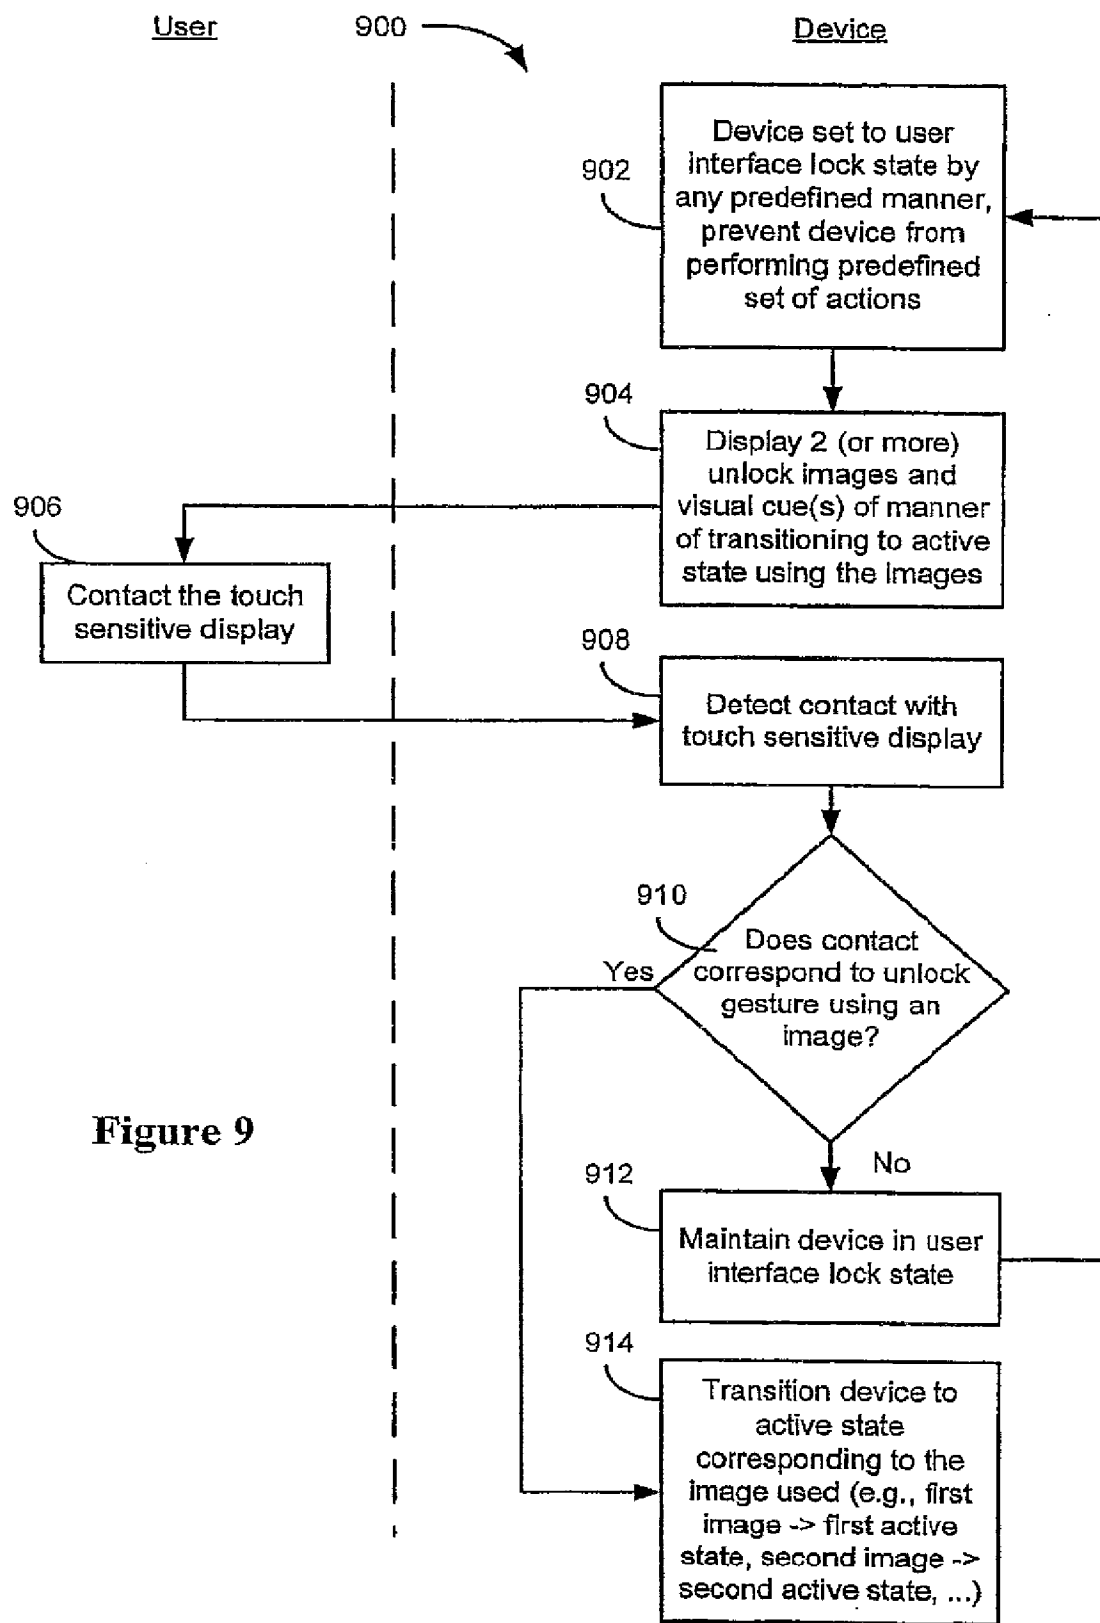 User
900
Device
902
Device set to user
interface lock state by
any predefined manner,
prevent device from
performing predefined
set of actions
904
Display 2 (or more)
unlock images and
visual cue(s) of manner
of transitioning to active
state using the images
906
Contact the touch
sensitive display
908
Detect contact with
touch sensitive display
910
Does contact
correspond to unlock
gesture using an
image?
Yes
No
Figure 9
912
Maintain device in user
interface lock state
914
Transition device to
active state
corresponding to the
image used (e.g., first
image -> first active
state, second image ->
second active state, ...)